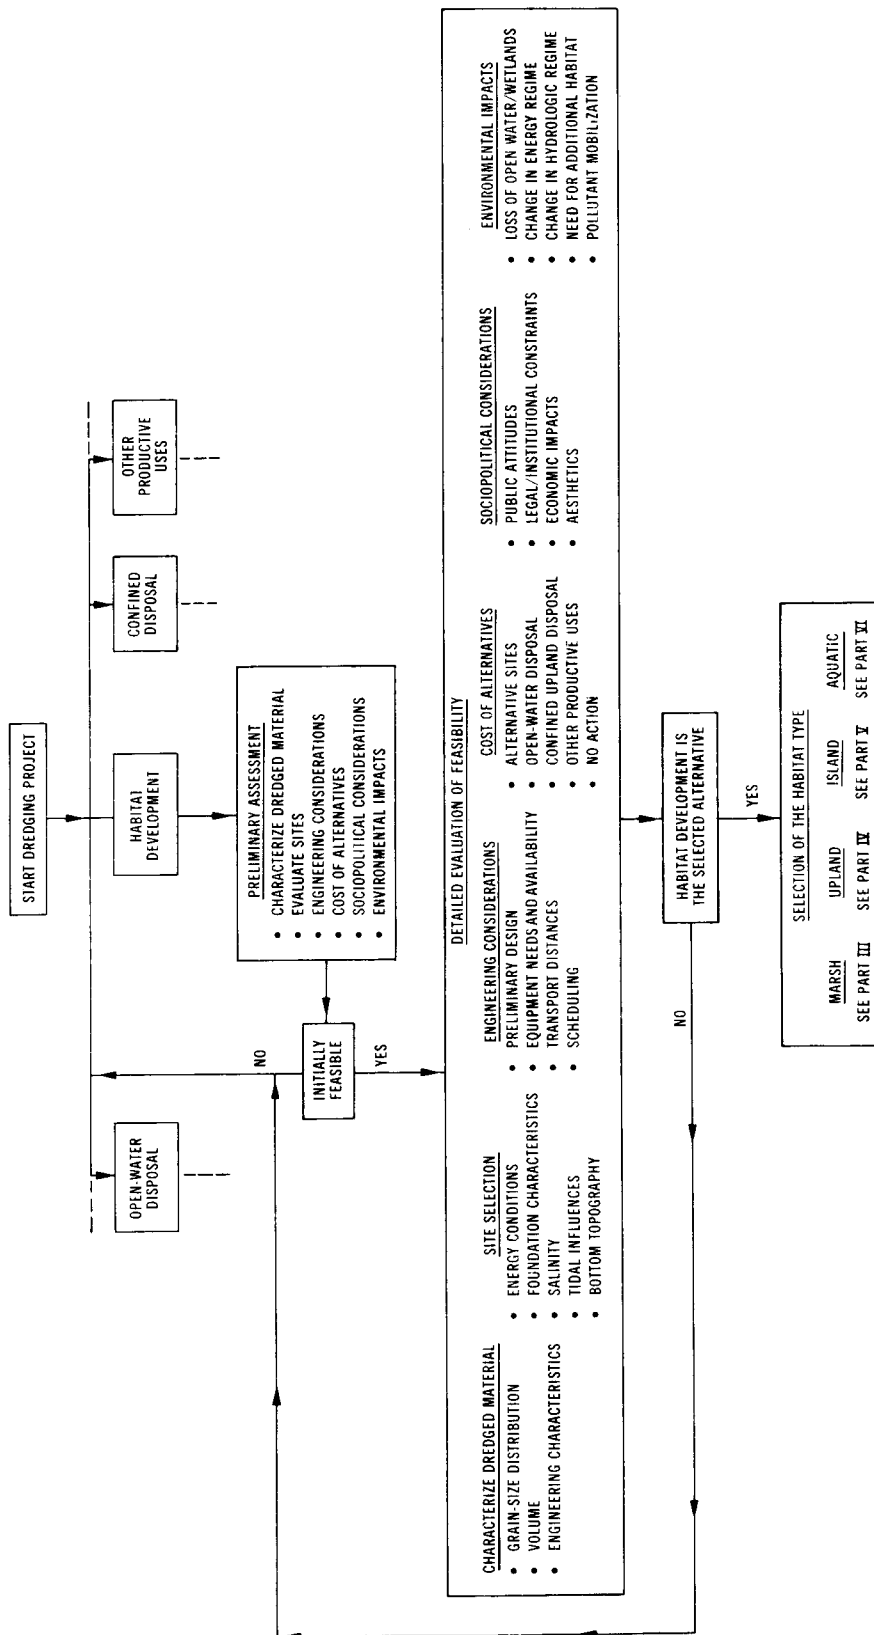 START DREDGING PROJECT
OPEN-WATER
DISPOSAL
HABITAT
DEVELOPMENT
CONFINED
DISPOSAL
OTHER
PRODUCTIVE
USES
PRELIMINARY ASSESSMENT
• CHARACTERIZE DREDGED MATERIAL
• EVALUATE SITES
• ENGINEERING CONSIDERATIONS
• COST OF ALTERNATIVES
• SOCIOPOLITICAL CONSIDERATIONS
• ENVIRONMENTAL IMPACTS
NO
INITIALLY
FEASIBLE
YES
DETAILED EVALUATION OF FEASIBILITY
CHARACTERIZE DREDGED MATERIAL
• GRAIN-SIZE DISTRIBUTION
• VOLUME
• ENGINEERING CHARACTERISTICS
SITE SELECTION
• ENERGY CONDITIONS
• FOUNDATION CHARACTERISTICS
• SALINITY
• TIDAL INFLUENCES
• BOTTOM TOPOGRAPHY
ENGINEERING CONSIDERATIONS
• PRELIMINARY DESIGN
• EQUIPMENT NEEDS AND AVAILABILITY
• TRANSPORT DISTANCES
• SCHEDULING
COST OF ALTERNATIVES
• ALTERNATIVE SITES
• OPEN-WATER DISPOSAL
• CONFINED UPLAND DISPOSAL
• OTHER PRODUCTIVE USES
• NO ACTION
SOCIOPOLITICAL CONSIDERATIONS
• PUBLIC ATTITUDES
• LEGAL/INSTITUTIONAL CONSTRAINTS
• ECONOMIC IMPACTS
• AESTHETICS
ENVIRONMENTAL IMPACTS
• LOSS OF OPEN WATER/WETLANDS
• CHANGE IN ENERGY REGIME
• CHANGE IN HYDROLOGIC REGIME
• NEED FOR ADDITIONAL HABITAT
• POLLUTANT MOBILIZATION
NO
HABITAT DEVELOPMENT IS
THE SELECTED ALTERNATIVE
YES
SELECTION OF THE HABITAT TYPE
MARSH
SEE PART III
UPLAND
SEE PART IV
ISLAND
SEE PART V
AQUATIC
SEE PART VI